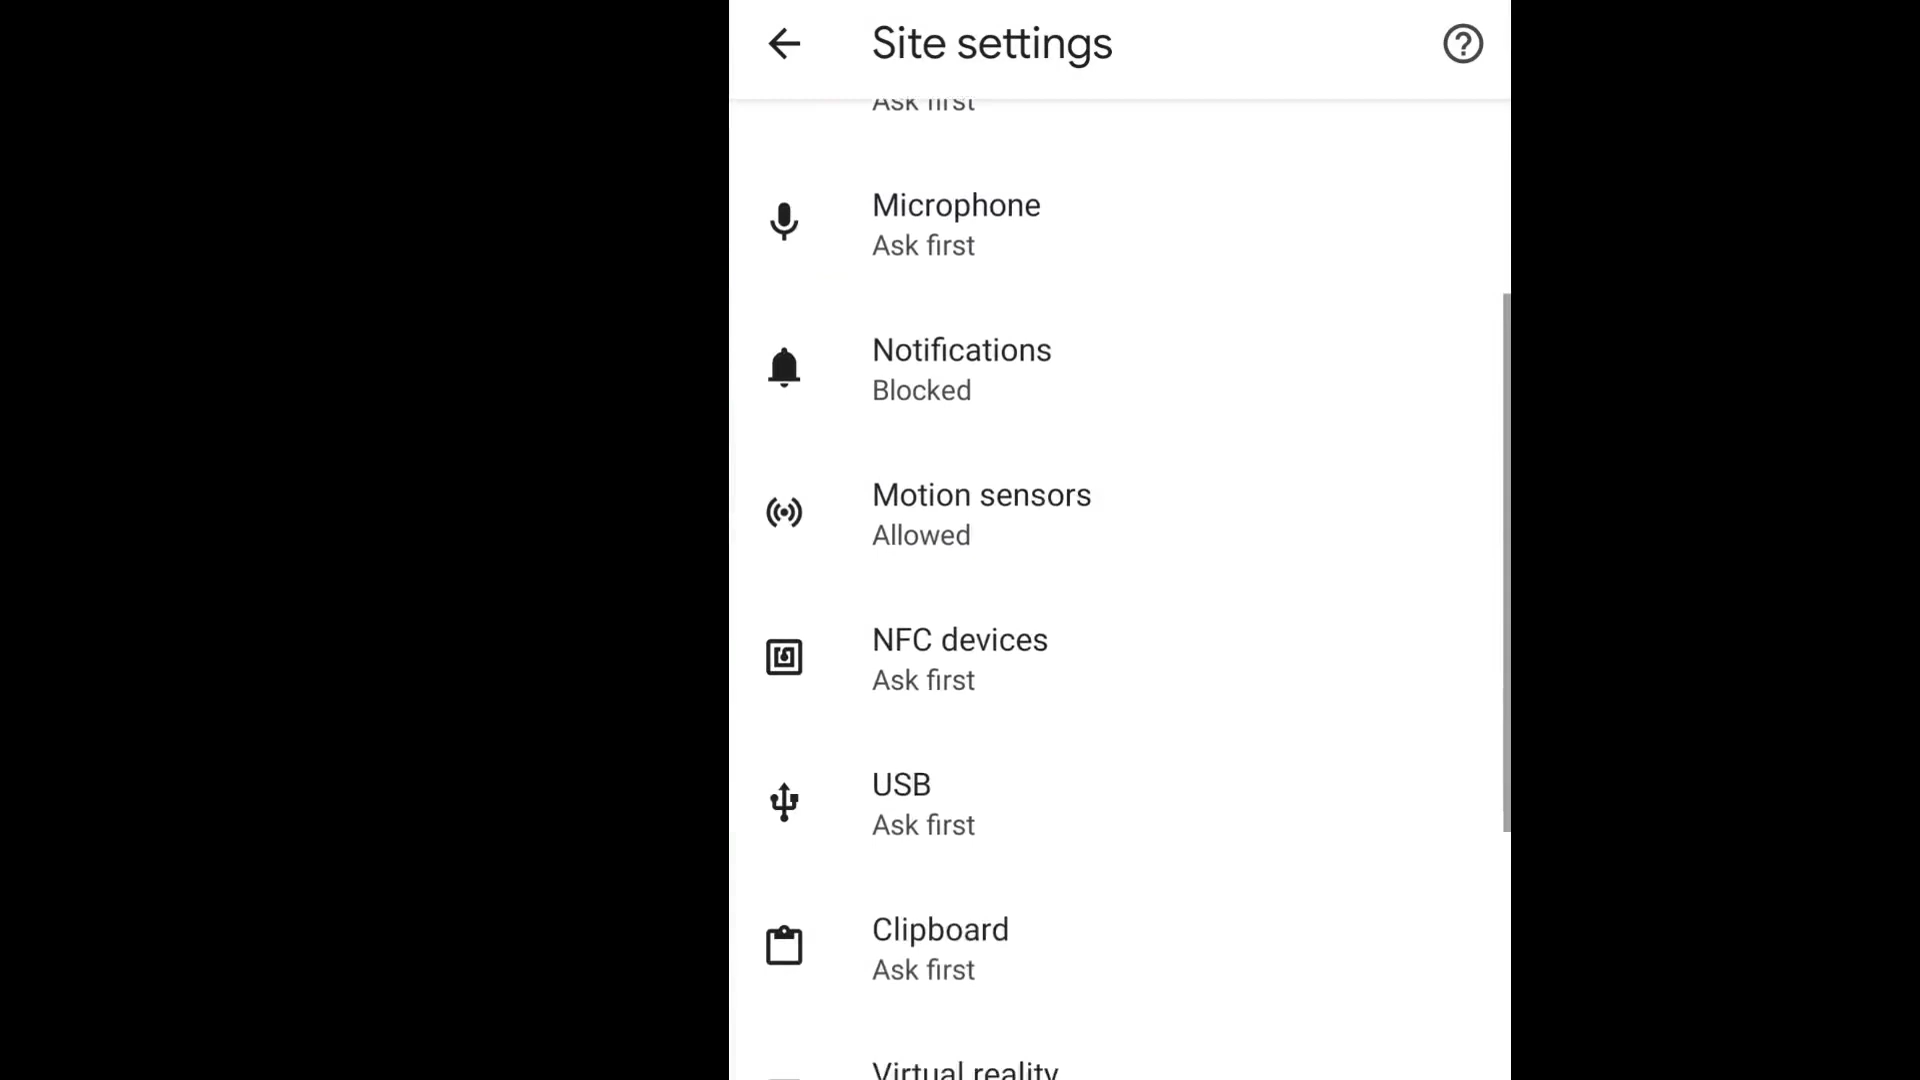 Site settings
Ask first
Microphone
Ask first
Notifications
Blocked
Motion sensors
Allowed
NFC devices
Ask first
USB
Ask first
Clipboard
Ask first
Virtual reality